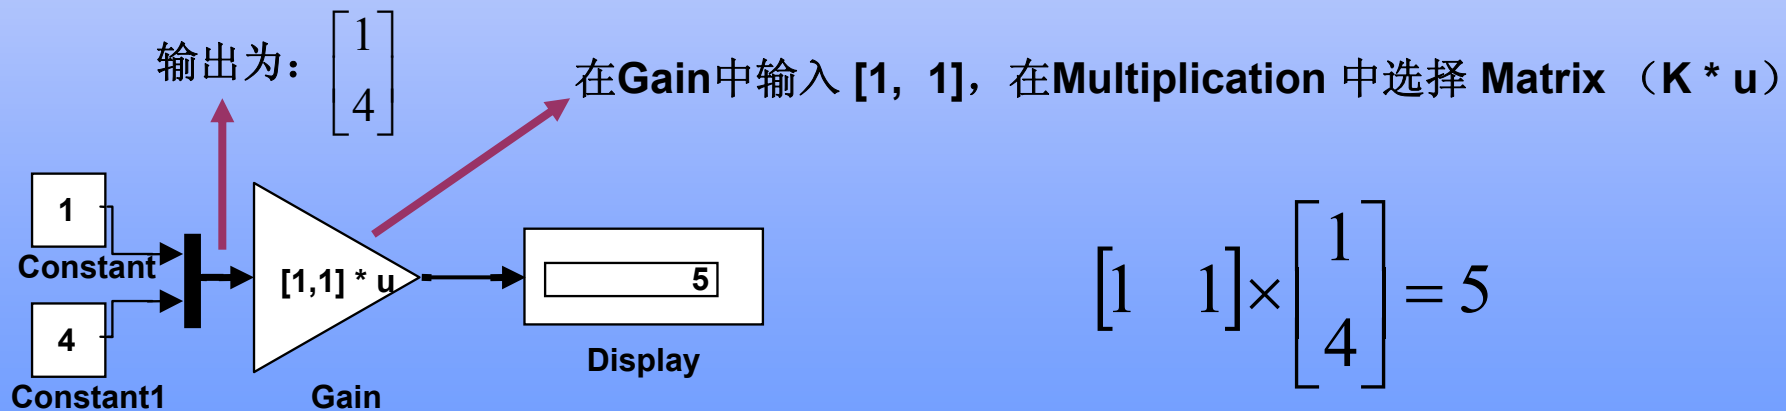 输出为：[1 4]
在Gain中输入 [1, 1]，在Multiplication 中选择 Matrix （K * u）
1
Constant
4
Constant1
[1,1] * u
Gain
5
Display
[1 1]×[1 4] = 5